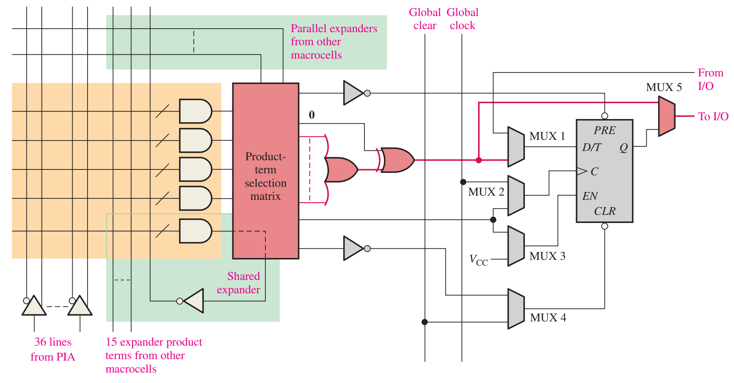 Global Global
clear clock
Parallel expanders
from other
macrocells
From
I/O
MUX 5
To I/O
0
PRE
MUX 1
D/T
Q
Product-
term
selection
matrix
C
MUX 2
EN
CLR
VCC
MUX 3
Shared
expander
MUX 4
36 lines
from PIA
15 expander product
terms from other
macrocells